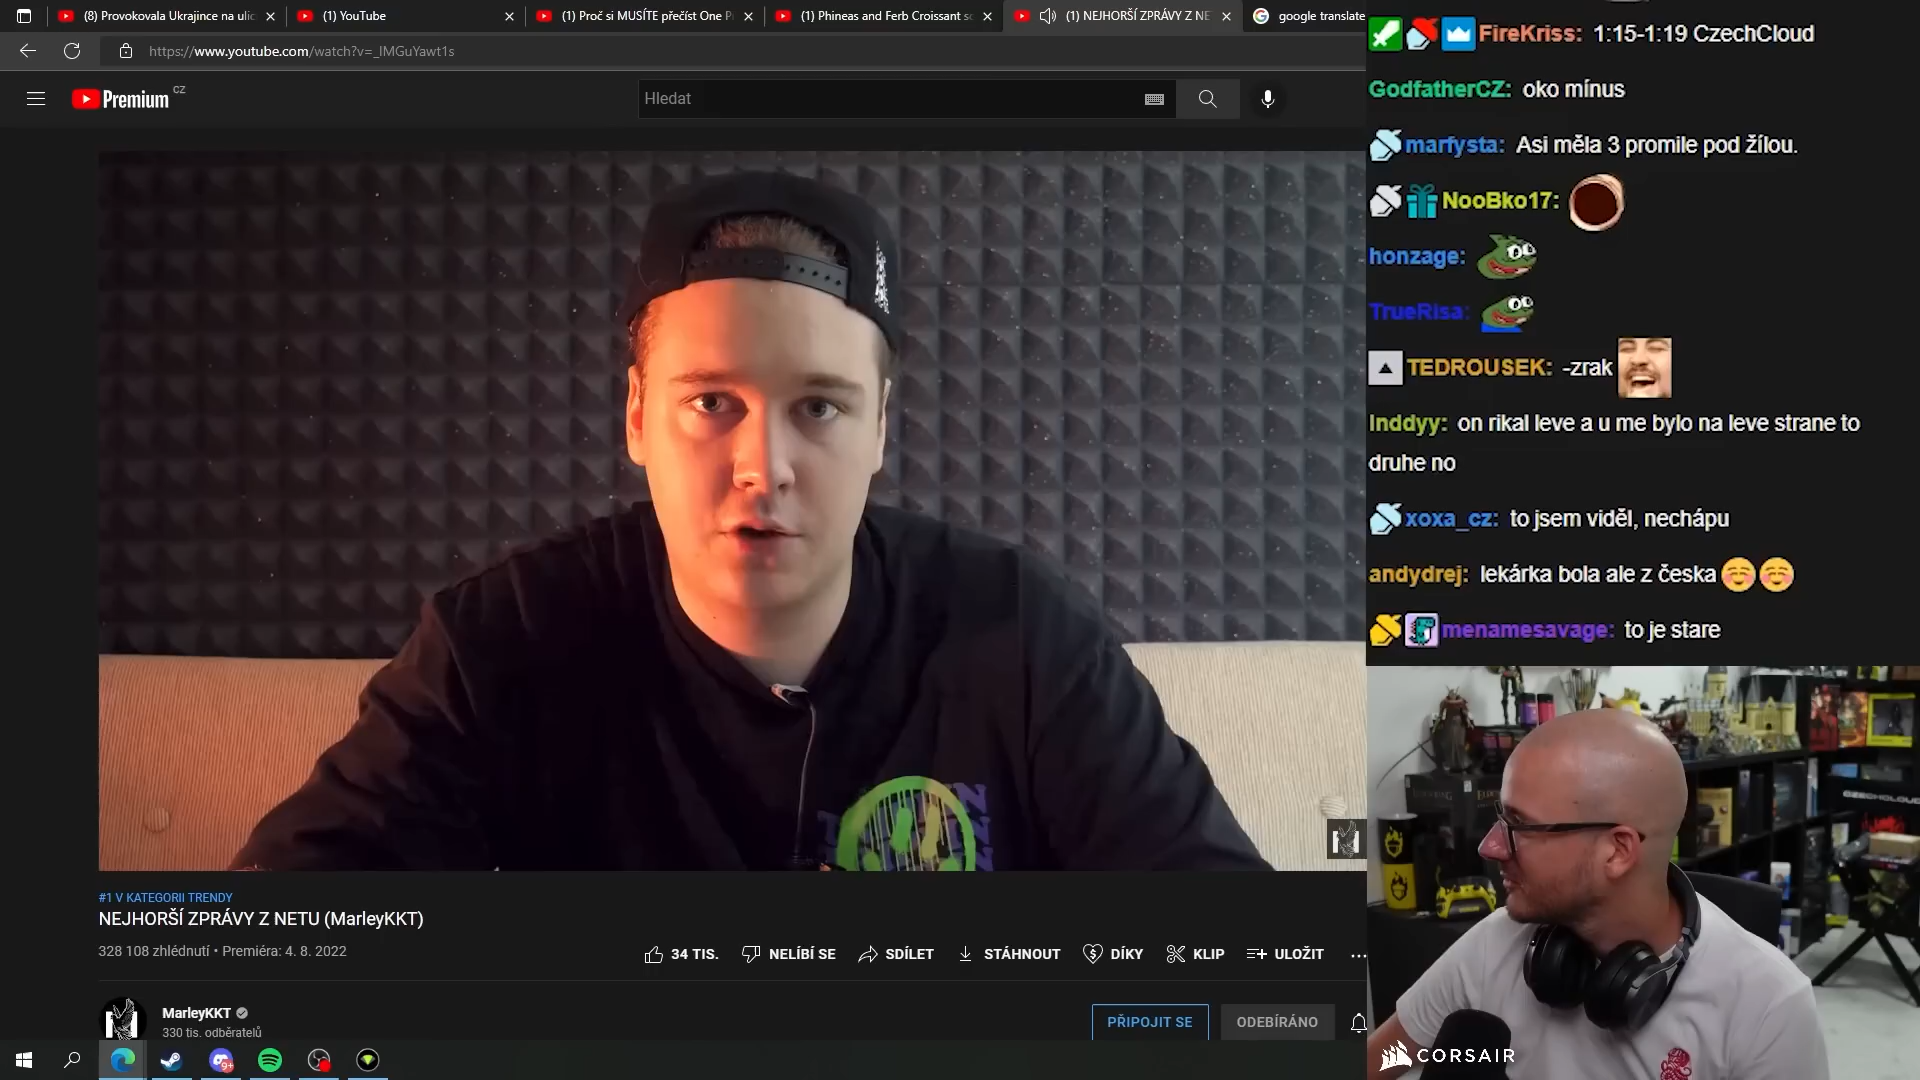 (8) Provokovala Ukrajince na ulic
(1) YouTube
(1) Proč si MUSÍTE přečíst One P
(1) Phineas and Ferb Croissant s
(1) NEJHORŠÍ ZPRÁVY Z NE
google translate
https://www.youtube.com/watch?v=_IMGuYawt1s
Premium CZ
Hledat
#1 V KATEGORII TRENDY
NEJHORŠÍ ZPRÁVY Z NETU (MarleyKKT)
328 108 zhlédnutí • Premiéra: 4. 8. 2022
34 TIS.
NELÍBÍ SE
SDÍLET
STÁHNOUT
DÍKY
KLIP
ULOŽIT
MarleyKKT
330 tis. odběratelů
PŘIPOJIT SE
ODEBÍRÁNO
9+
FireKriss: 1:15-1:19 CzechCloud
GodfatherCZ: oko mínus
marfysta: Asi měla 3 promile pod žílou.
NooBko17:
honzage:
TrueRisa:
TEDROUSEK: -zrak
Inddyy: on rikal leve a u me bylo na leve strane to
druhe no
xoxa_cz: to jsem viděl, nechápu
andydrej: lekárka bola ale z česka
menamesavage: to je stare
CZECHCLOUD
CORSAIR